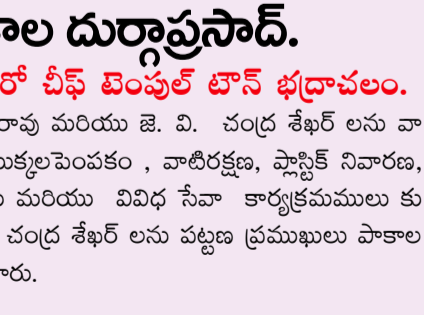 ాల దుర్గాప్రసాద్.
రో చీఫ్ టెంపుల్ టౌన్ భద్రాచలం.
రావు మరియు జె. వి. చంద్ర శేఖర్ లను వా
ుక్కలపెంపకం , వాటిరక్షణ, ప్లాస్టిక్ నివారణ,
మరియు వివిధ సేవా కార్యక్రమములు కు
చంద్ర శేఖర్ లను పట్టణ ప్రముఖులు పాకాల
ారు.